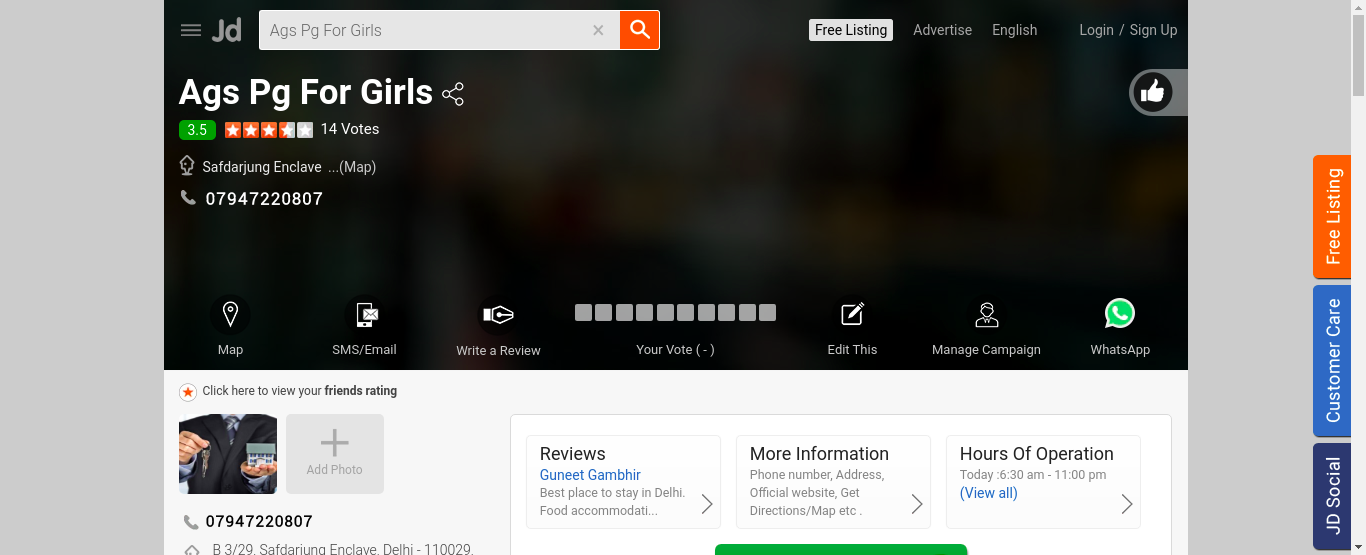 Jd
Ags Pg For Girls
Free Listing
Advertise
English
Login / Sign Up
Ags Pg For Girls
3.5
14 Votes
Safdarjung Enclave ...(Map)
07947220807
Map
SMS/Email
Write a Review
Your Vote ( - )
Edit This
Manage Campaign
WhatsApp
Click here to view your friends rating
Add Photo
07947220807
B 3/29, Safdarjung Enclave, Delhi - 110029,
Reviews
Guneet Gambhir
Best place to stay in Delhi.
Food accommodati...
More Information
Phone number, Address,
Official website, Get
Directions/Map etc .
Hours Of Operation
Today :6:30 am - 11:00 pm
(View all)
Free Listing
Customer Care
JD Social